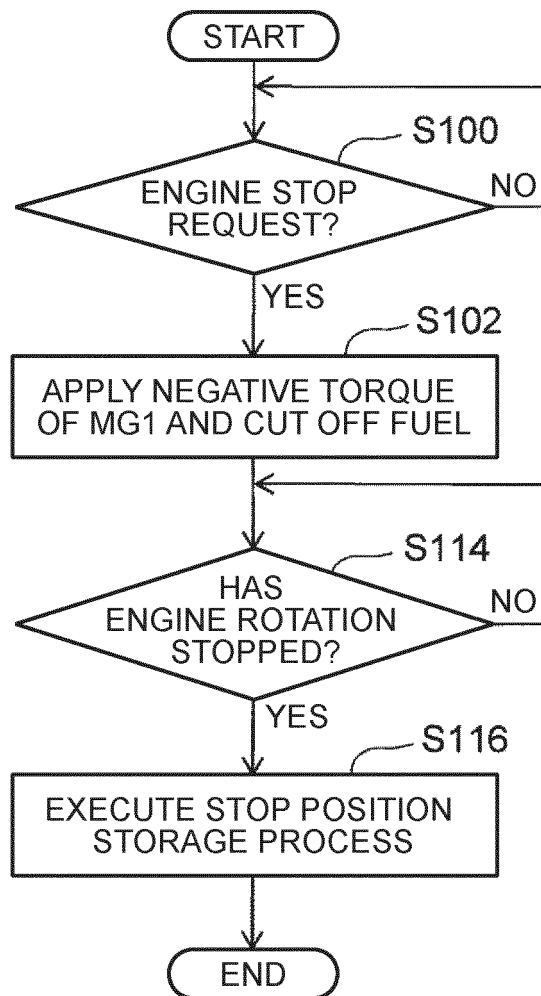 START
S100
ENGINE STOP
REQUEST?
NO
YES
S102
APPLY NEGATIVE TORQUE
OF MG1 AND CUT OFF FUEL
S114
HAS
ENGINE ROTATION
STOPPED?
NO
YES
S116
EXECUTE STOP POSITION
STORAGE PROCESS
END